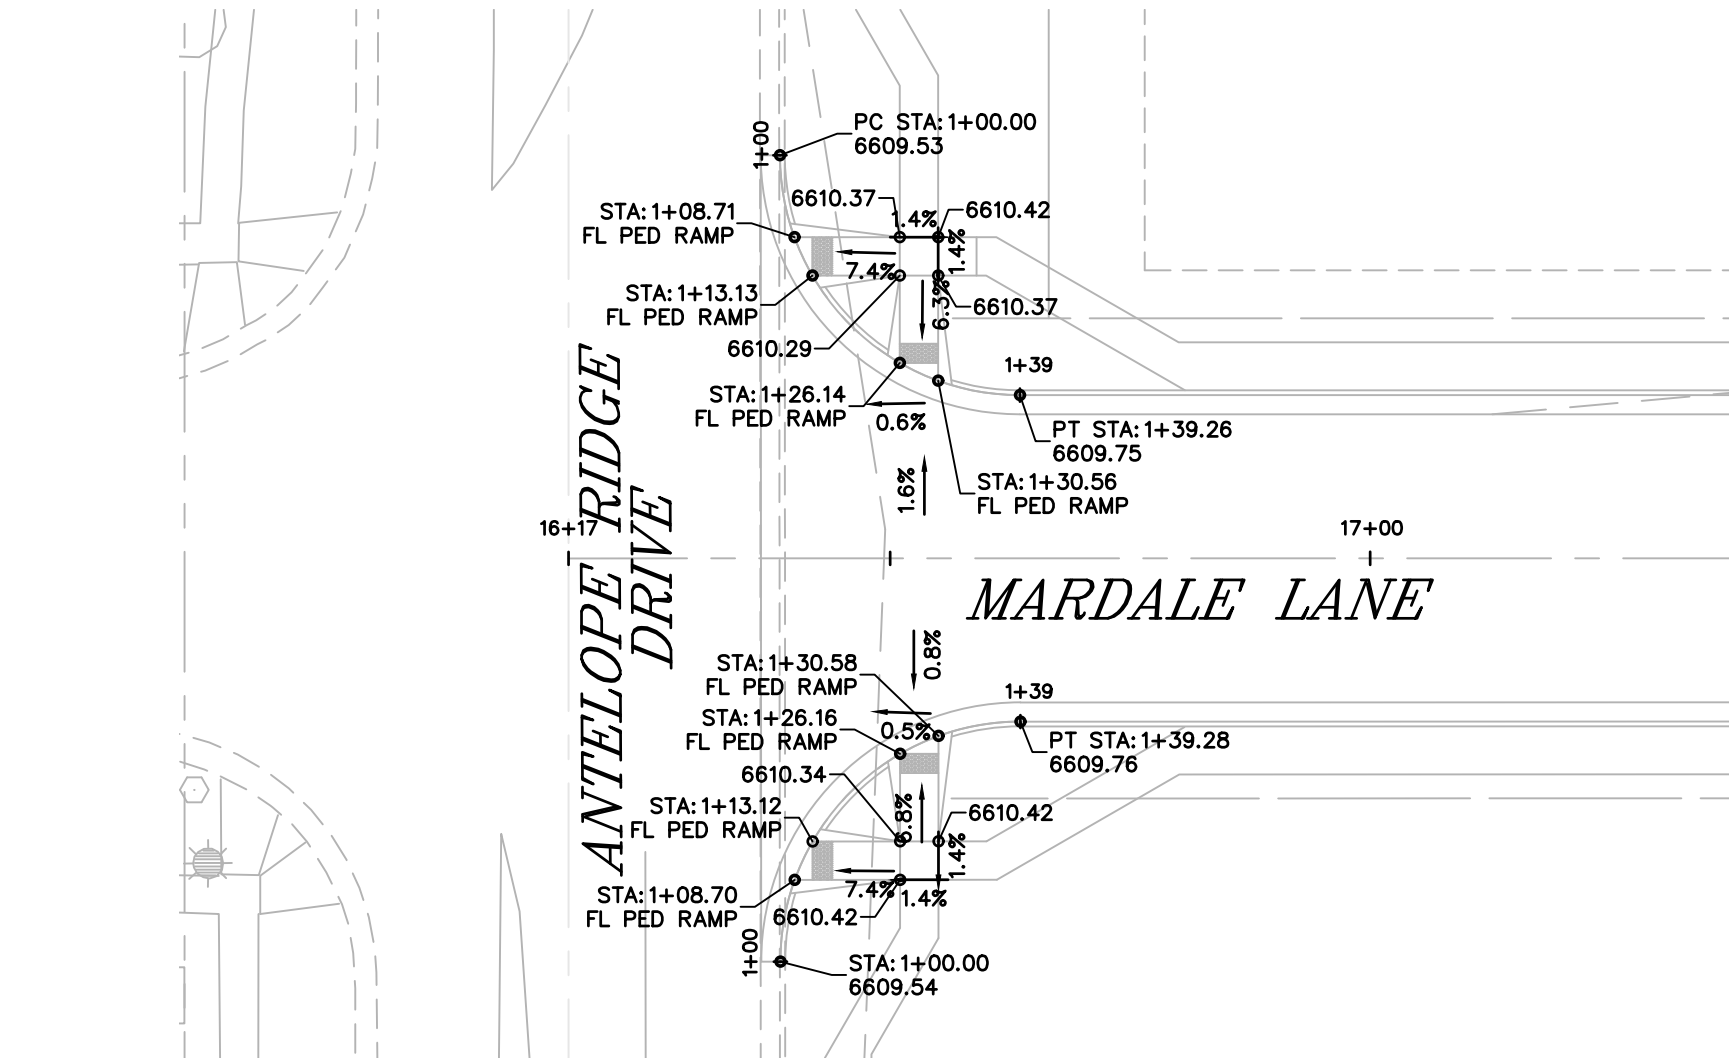 PC STA: 1+00.00
6609.53
1+00
6610.37
6610.42
STA: 1+08.71
FL PED RAMP
1.4%
1.4%
7.4%
STA: 1+13.13
FL PED RAMP
6.3%
6610.37
6610.29
1+39
STA: 1+26.14
FL PED RAMP
0.6%
PT STA: 1+39.26
6609.75
1.6%
STA: 1+30.56
FL PED RAMP
16+17
17+00
ANTELOPE RIDGE
DRIVE
MARDALE LANE
0.8%
STA: 1+30.58
FL PED RAMP
1+39
STA: 1+26.16
FL PED RAMP
0.5%
PT STA: 1+39.28
6609.76
6610.34
STA: 1+13.12
FL PED RAMP
6.8%
6610.42
1.4%
7.4%
1.4%
STA: 1+08.70
FL PED RAMP
6610.42
1+00
STA: 1+00.00
6609.54